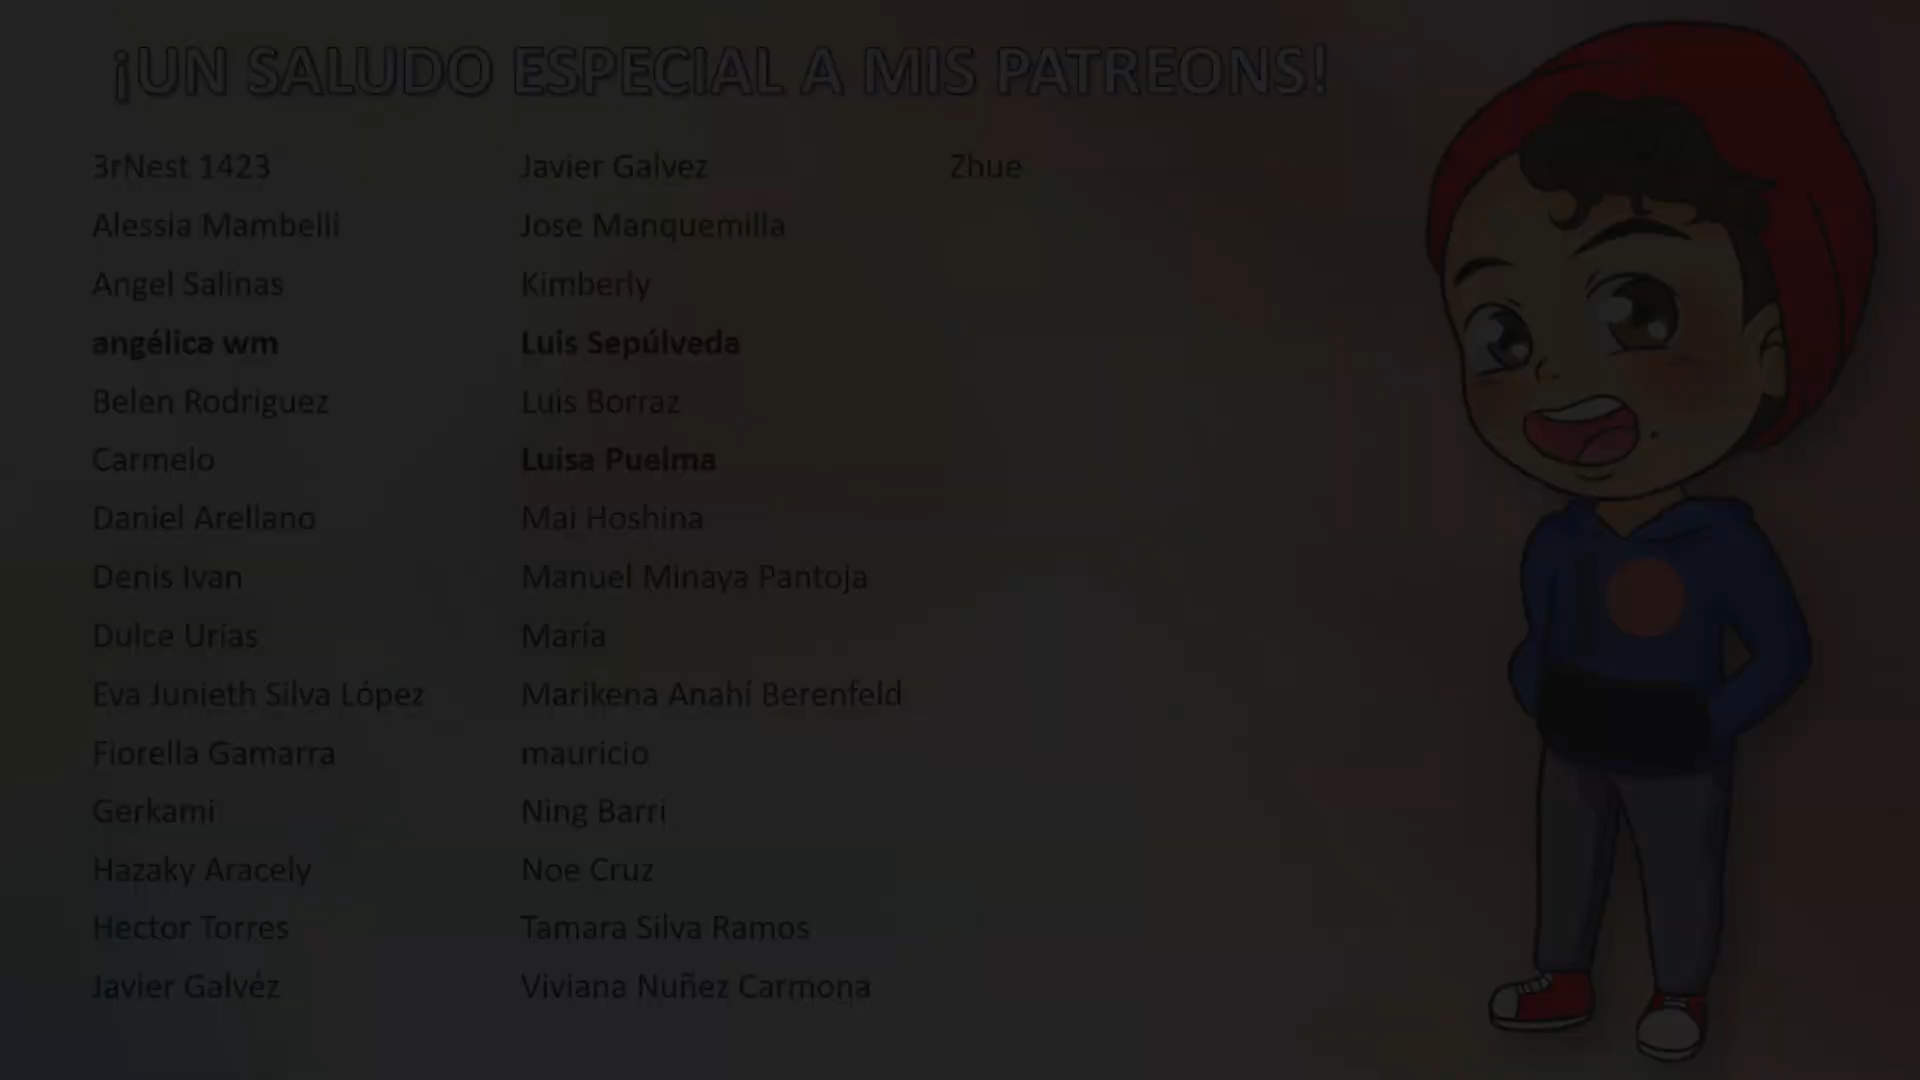 ¡UN SALUDO ESPECIAL A MIS PATREONS!
3rNest 1423
Alessia Mambelli
Angel Salinas
angélica wm
Belen Rodriguez
Carmelo
Daniel Arellano
Denis Ivan
Dulce Urias
Eva Junieth Silva López
Fiorella Gamarra
Gerkami
Hazaky Aracely
Hector Torres
Javier Galvéz
Javier Galvez
Jose Manquemilla
Kimberly
Luis Sepúlveda
Luis Borraz
Luisa Puelma
Mai Hoshina
Manuel Minaya Pantoja
María
Marikena Anahí Berenfeld
mauricio
Ning Barri
Noe Cruz
Tamara Silva Ramos
Viviana Nuñez Carmona
Zhue